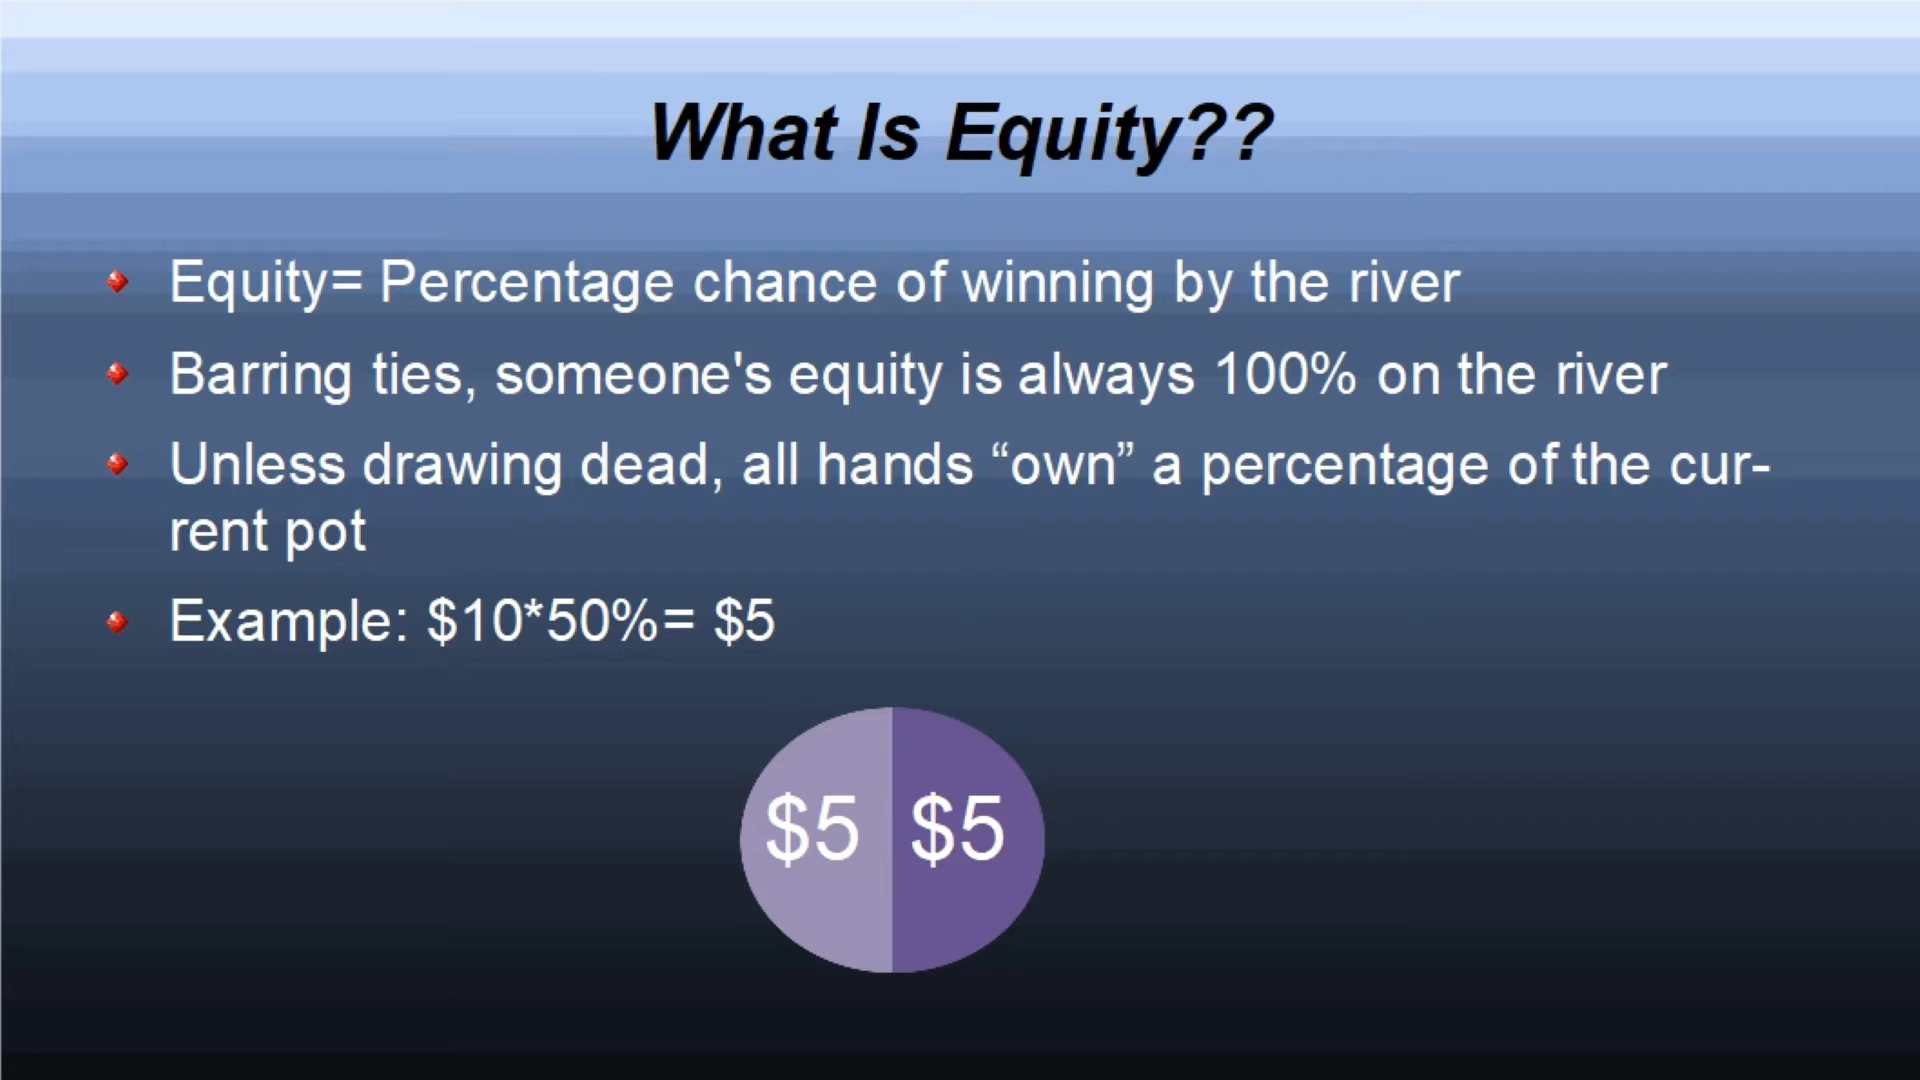 What Is Equity??
Equity= Percentage chance of winning by the river
Barring ties, someone's equity is always 100% on the river
Unless drawing dead, all hands “own” a percentage of the cur-
rent pot
Example: $10*50%= $5
$5 $5